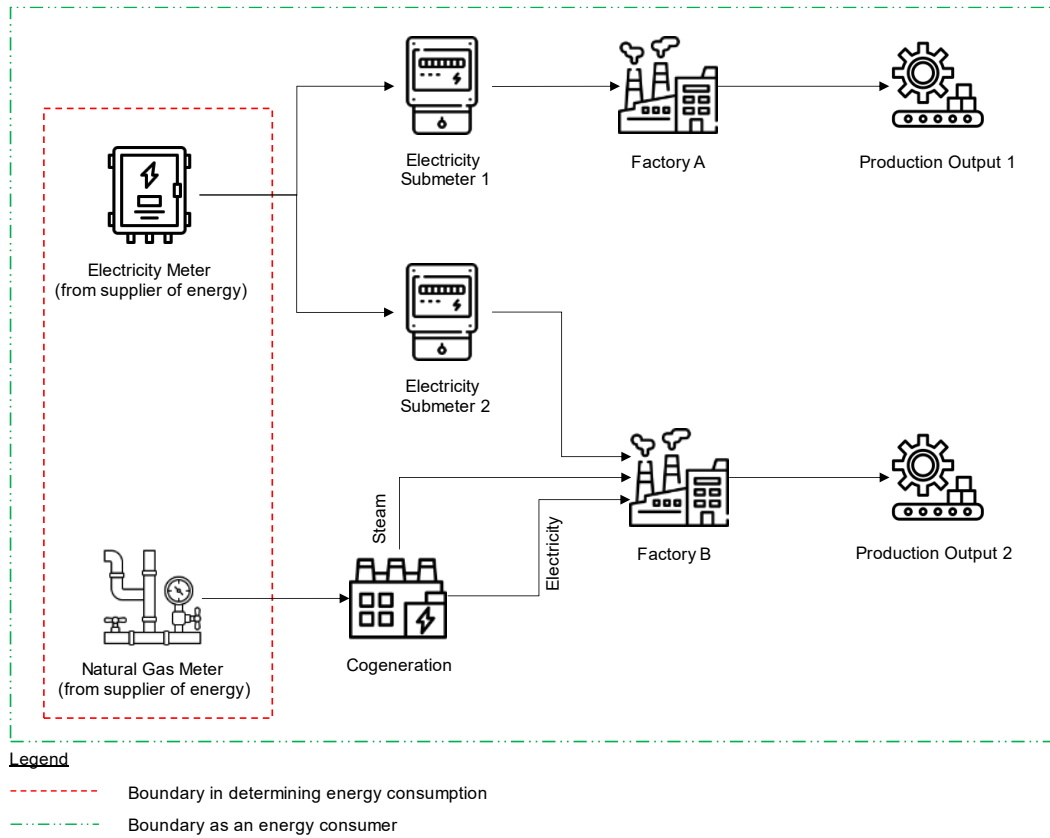 Electricity
Submeter 1
Factory A
Production Output 1
Electricity Meter
(from supplier of energy)
Electricity
Submeter 2
Steam
Electricity
Factory B
Production Output 2
Natural Gas Meter
(from supplier of energy)
Cogeneration
Legend
Boundary in determining energy consumption
Boundary as an energy consumer